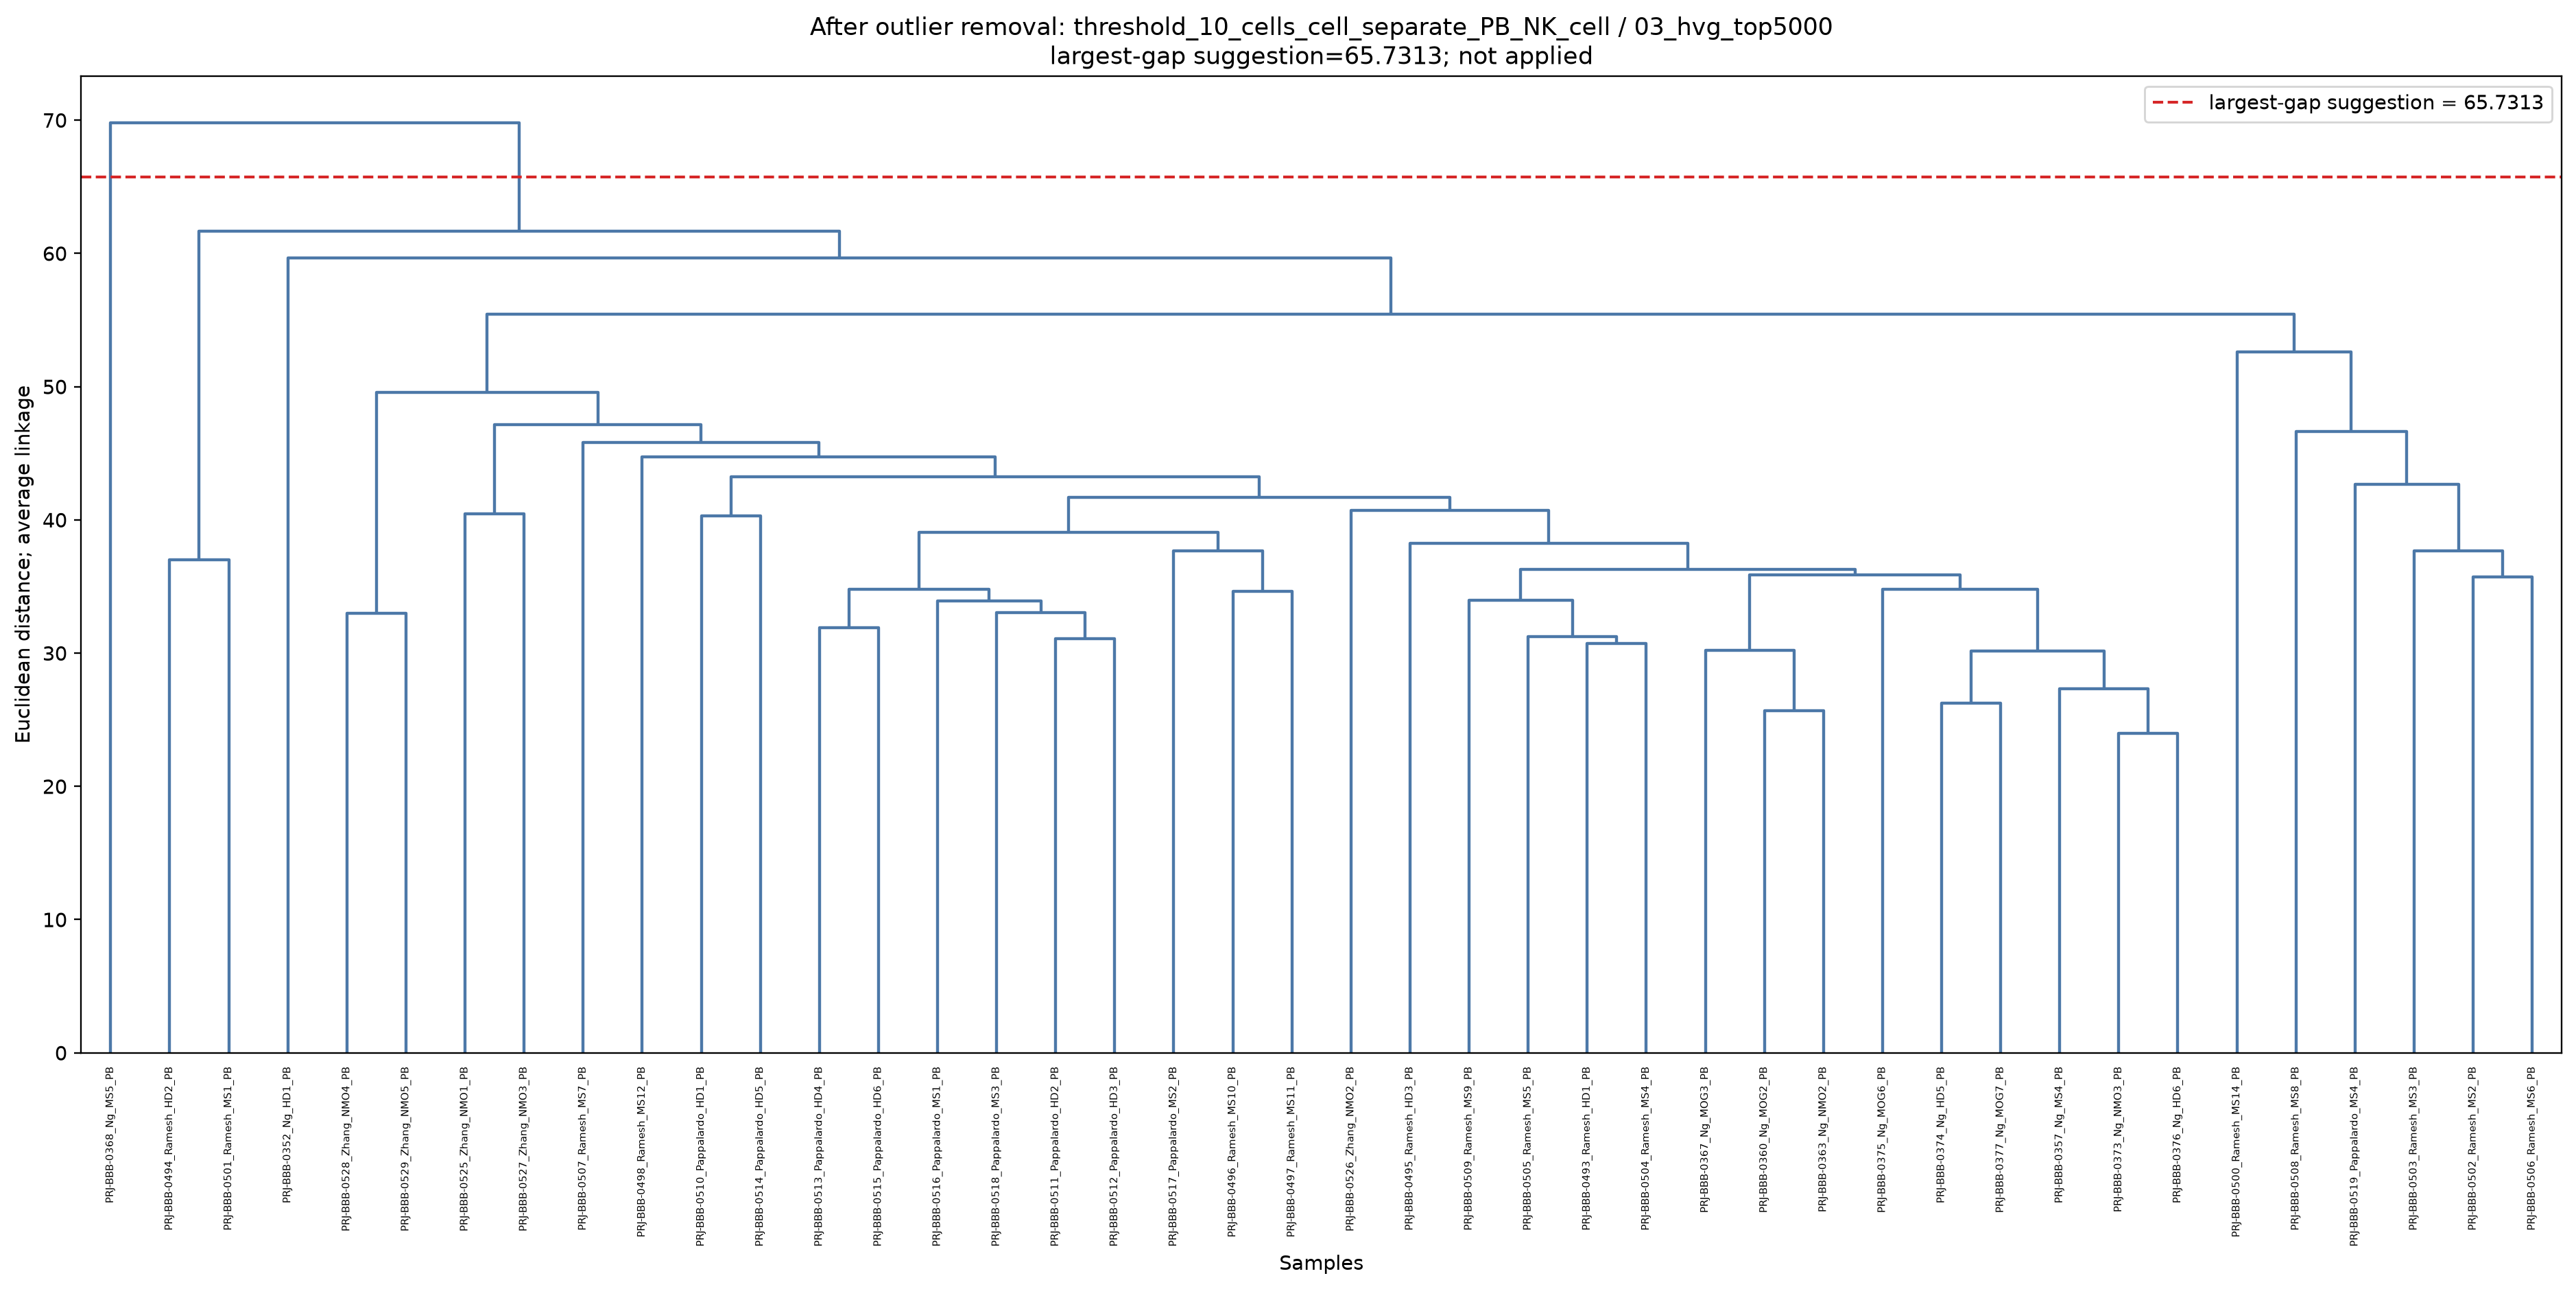 After outlier removal: threshold_10_cells_cell_separate_PB_NK_cell / 03_hvg_top5000
largest-gap suggestion=65.7313; not applied
largest-gap suggestion = 65.7313
Euclidean distance; average linkage
70
60
50
40
30
20
10
0
PRJ-BBB-0368_Ng_MS5_PB
PRJ-BBB-0494_Ramesh_HD2_PB
PRJ-BBB-0501_Ramesh_MS1_PB
PRJ-BBB-0352_Ng_HD1_PB
PRJ-BBB-0528_Zhang_NMO4_PB
PRJ-BBB-0529_Zhang_NMO5_PB
PRJ-BBB-0525_Zhang_NMO1_PB
PRJ-BBB-0527_Zhang_NMO3_PB
PRJ-BBB-0507_Ramesh_MS7_PB
PRJ-BBB-0498_Ramesh_MS12_PB
PRJ-BBB-0510_Pappalardo_HD1_PB
PRJ-BBB-0514_Pappalardo_HD5_PB
PRJ-BBB-0513_Pappalardo_HD4_PB
PRJ-BBB-0515_Pappalardo_HD6_PB
PRJ-BBB-0516_Pappalardo_MS1_PB
PRJ-BBB-0518_Pappalardo_MS3_PB
PRJ-BBB-0511_Pappalardo_HD2_PB
PRJ-BBB-0512_Pappalardo_HD3_PB
PRJ-BBB-0517_Pappalardo_MS2_PB
PRJ-BBB-0496_Ramesh_MS10_PB
PRJ-BBB-0497_Ramesh_MS11_PB
PRJ-BBB-0526_Zhang_NMO2_PB
PRJ-BBB-0495_Ramesh_HD3_PB
PRJ-BBB-0509_Ramesh_MS9_PB
PRJ-BBB-0505_Ramesh_MS5_PB
PRJ-BBB-0493_Ramesh_HD1_PB
PRJ-BBB-0504_Ramesh_MS4_PB
PRJ-BBB-0367_Ng_MOG3_PB
PRJ-BBB-0360_Ng_MOG2_PB
PRJ-BBB-0363_Ng_NMO2_PB
PRJ-BBB-0375_Ng_MOG6_PB
PRJ-BBB-0374_Ng_HD5_PB
PRJ-BBB-0377_Ng_MOG7_PB
PRJ-BBB-0357_Ng_MS4_PB
PRJ-BBB-0373_Ng_NMO3_PB
PRJ-BBB-0376_Ng_HD6_PB
PRJ-BBB-0500_Ramesh_MS14_PB
PRJ-BBB-0508_Ramesh_MS8_PB
PRJ-BBB-0519_Pappalardo_MS4_PB
PRJ-BBB-0503_Ramesh_MS3_PB
PRJ-BBB-0502_Ramesh_MS2_PB
PRJ-BBB-0506_Ramesh_MS6_PB
Samples